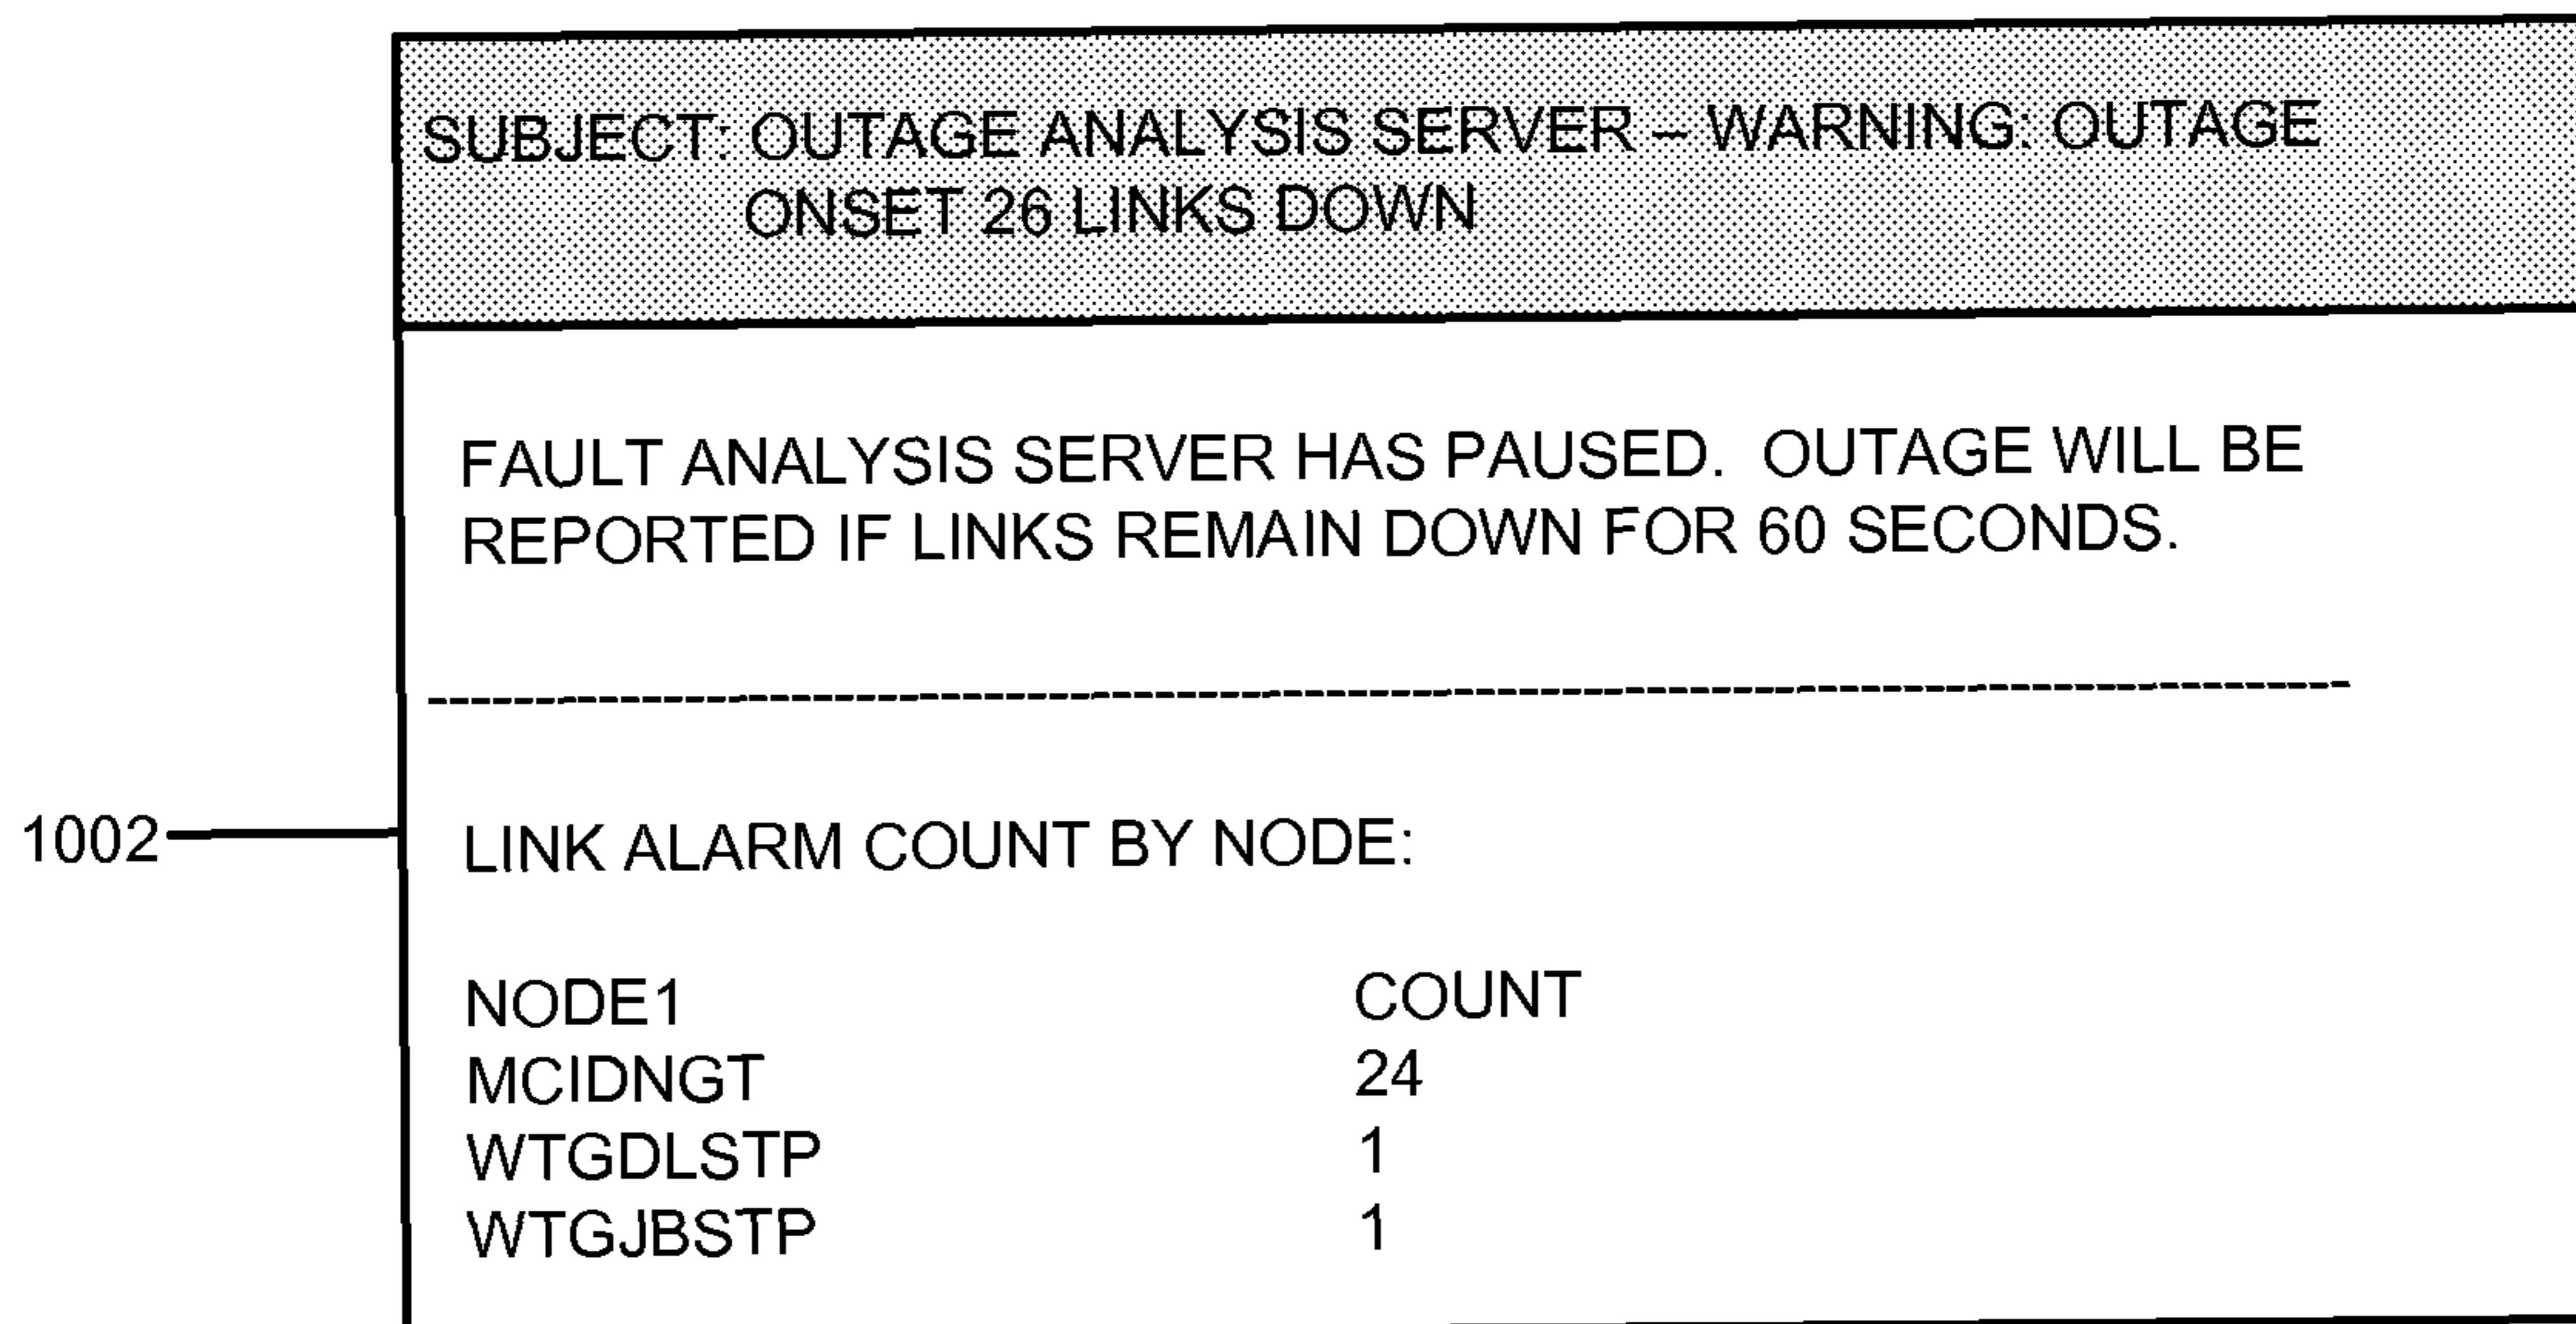 SUBJECT: OUTAGE ANALYSIS SERVER – WARNING: OUTAGE
ONSET 26 LINKS DOWN
FAULT ANALYSIS SERVER HAS PAUSED. OUTAGE WILL BE
REPORTED IF LINKS REMAIN DOWN FOR 60 SECONDS.
--------------------------------------------------------------------------------
1002
LINK ALARM COUNT BY NODE:
NODE1 COUNT
MCIDNGT 24
WTGDLSTP 1
WTGJBSTP 1